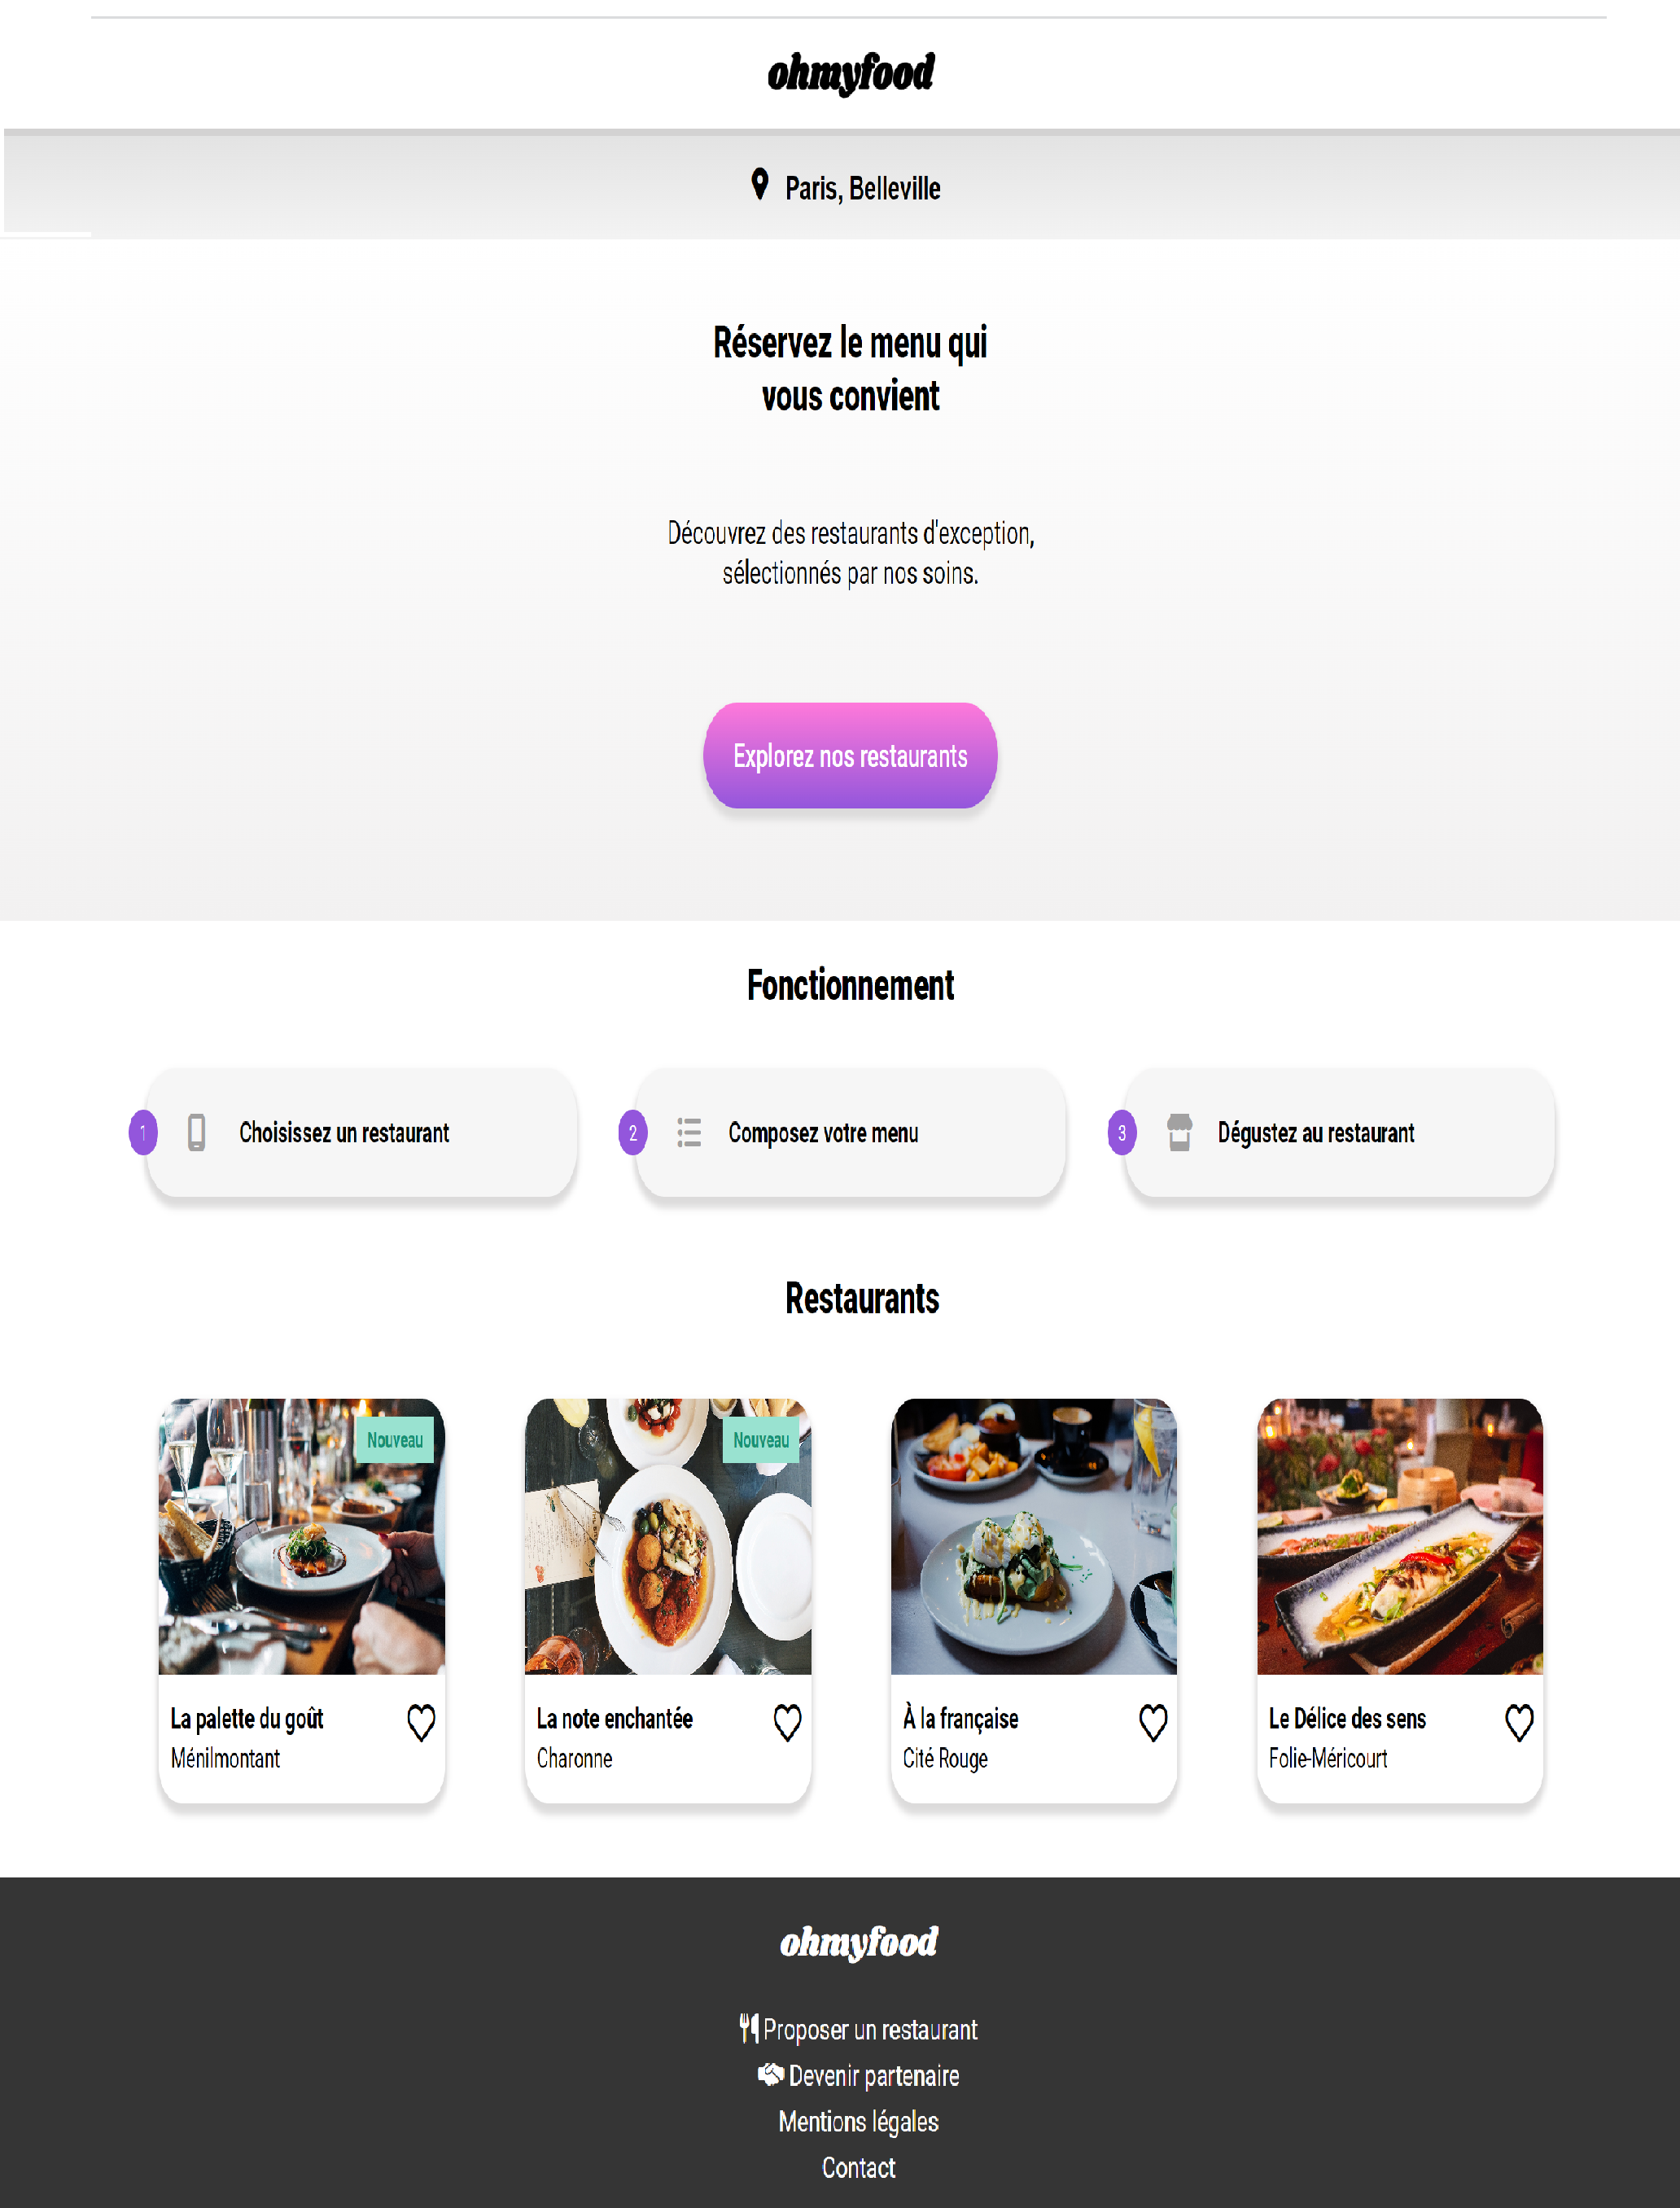 ohmyfood
Paris, Belleville
Réservez le menu qui
vous convient
Découvrez des restaurants d'exception,
sélectionnés par nos soins.
Explorez nos restaurants
Fonctionnement
1 Choisissez un restaurant
2 Composez votre menu
3 Dégustez au restaurant
Restaurants
Nouveau
La palette du goût
Ménilmontant
Nouveau
La note enchantée
Charonne
À la française
Cité Rouge
Le Délice des sens
Folie-Méricourt
ohmyfood
Proposer un restaurant
Devenir partenaire
Mentions légales
Contact